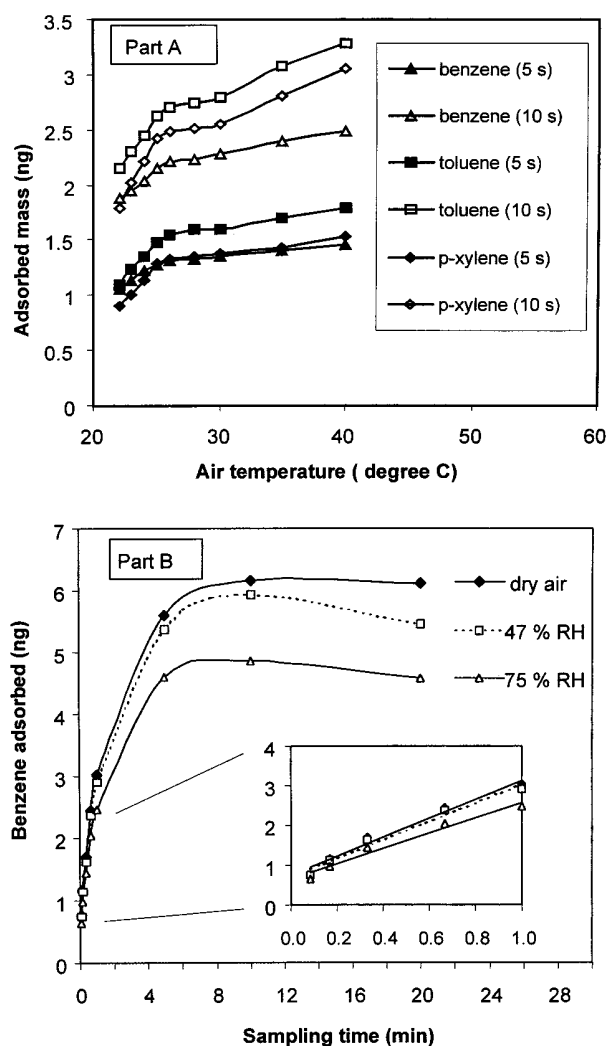 Part A
3.5
3
2.5
2
1.5
1
0.5
0
Adsorbed mass (ng)
benzene (5 s)
benzene (10 s)
toluene (5 s)
toluene (10 s)
p-xylene (5 s)
p-xylene (10 s)
20 30 40 50 60
Air temperature ( degree C)
Part B
7
6
5
4
3
2
1
0
Benzene adsorbed (ng)
dry air
47 % RH
75 % RH
4
3
2
1
0
0.0 0.2 0.4 0.6 0.8 1.0
0 4 8 12 16 20 24 28
Sampling time (min)